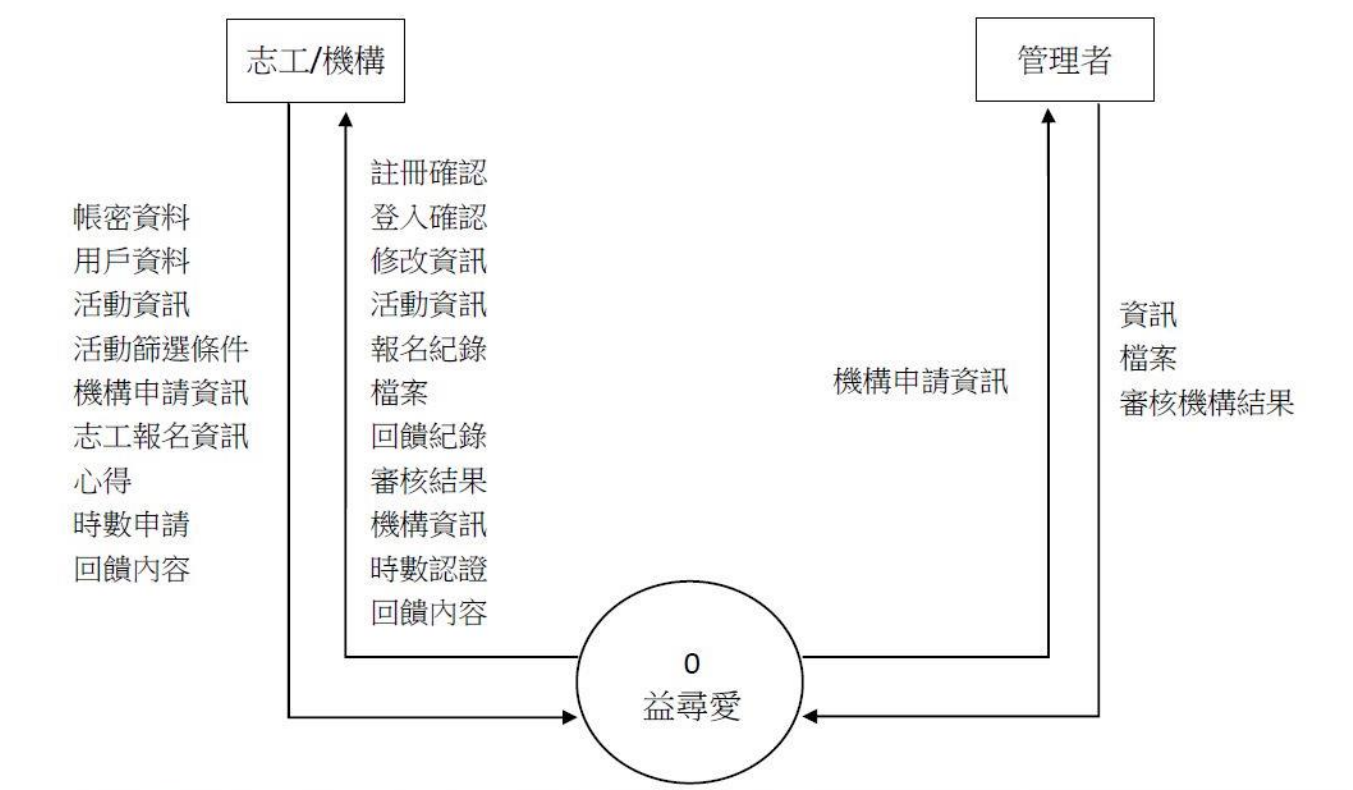 志工/機構
管理者
帳密資料
用戶資料
活動資訊
活動篩選條件
機構申請資訊
志工報名資訊
心得
時數申請
回饋內容
註冊確認
登入確認
修改資訊
活動資訊
報名紀錄
檔案
回饋紀錄
審核結果
機構資訊
時數認證
回饋內容
機構申請資訊
資訊
檔案
審核機構結果
0
益尋愛